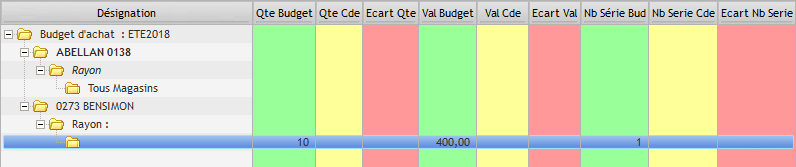 Désignation Qte Budget Qte Cde Ecart Qte Val Budget Val Cde Ecart Val Nb Série Bud Nb Serie Cde Ecart Nb Serie
Budget d'achat : ETE2018
ABELLAN 0138
Rayon
Tous Magasins
0273 BENSIMON
Rayon :
10 400,00 1